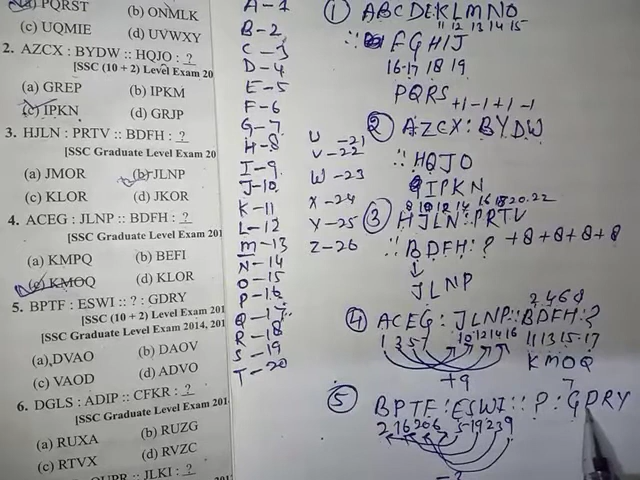 (a) PQRST (b) ONMLK
(c) UQMIE (d) UVWXY
2. AZCX : BYDW :: HQJO : ?
[SSC (10 + 2) Level Exam 20
(a) GREP (b) IPKM
(c) IPKN (d) GRJP
3. HJLN : PRTV :: BDFH : ?
[SSC Graduate Level Exam 20
(a) JMOR (b) JLNP
(c) KLOR (d) JKOR
4. ACEG : JLNP :: BDFH : ?
[SSC Graduate Level Exam 201
(a) KMPQ (b) BEFI
(c) KMOQ (d) KLOR
5. BPTF : ESWI :: ? : GDRY
[SSC (10 + 2) Level Exam 201
SSC Graduate Level Exam 2014, 201
(a) DVAO (b) DAOV
(c) VAOD (d) ADVO
6. DGLS : ADIP :: CFKR : ?
[SSC Graduate Level Exam 201
(a) RUXA (b) RUZG
(c) RTVX (d) RVZC
JLKI : ?
A - 1
B - 2
C - 3
D - 4
E - 5
F - 6
G - 7
H - 8
I - 9
J - 10
K - 11
L - 12
M - 13
N - 14
O - 15
P - 16
Q - 17
R - 18
S - 19
T - 20
U - 21
V - 22
W - 23
X - 24
Y - 25
Z - 26
1 ABCDEKLMNO
11 12 13 14 15
:: FGHIJ
16 17 18 19
PQRS
+1 -1 +1 -1
2 AZCX : BYDW
:: HQJO
IPKN
8 10 12 14 16 18 20 22
3 HJLN : PRTV
:: BDFH : ? +8 +8 +8 +8
JLNP
2 4 6 8
4 ACEG : JLNP :: BDFH : ?
1 3 5 7 10 12 14 16 11 13 15 17
+9 KMOQ
7
5 BPTF : ESWI :: ? : GDRY
2 16 20 6 5 19 23 9